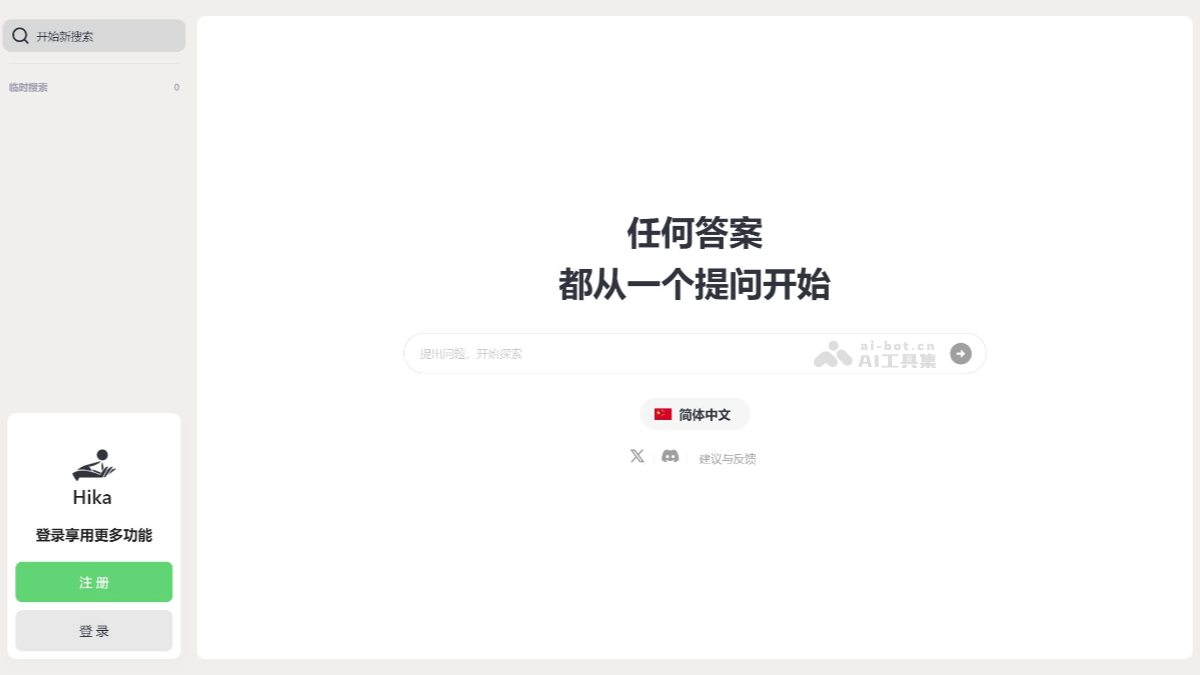 开始新搜索
临时搜索 0
任何答案
都从一个提问开始
提出问题，开始探索
ai-bot.cn
AI工具集
简体中文
建议与反馈
Hika
登录享用更多功能
注 册
登 录